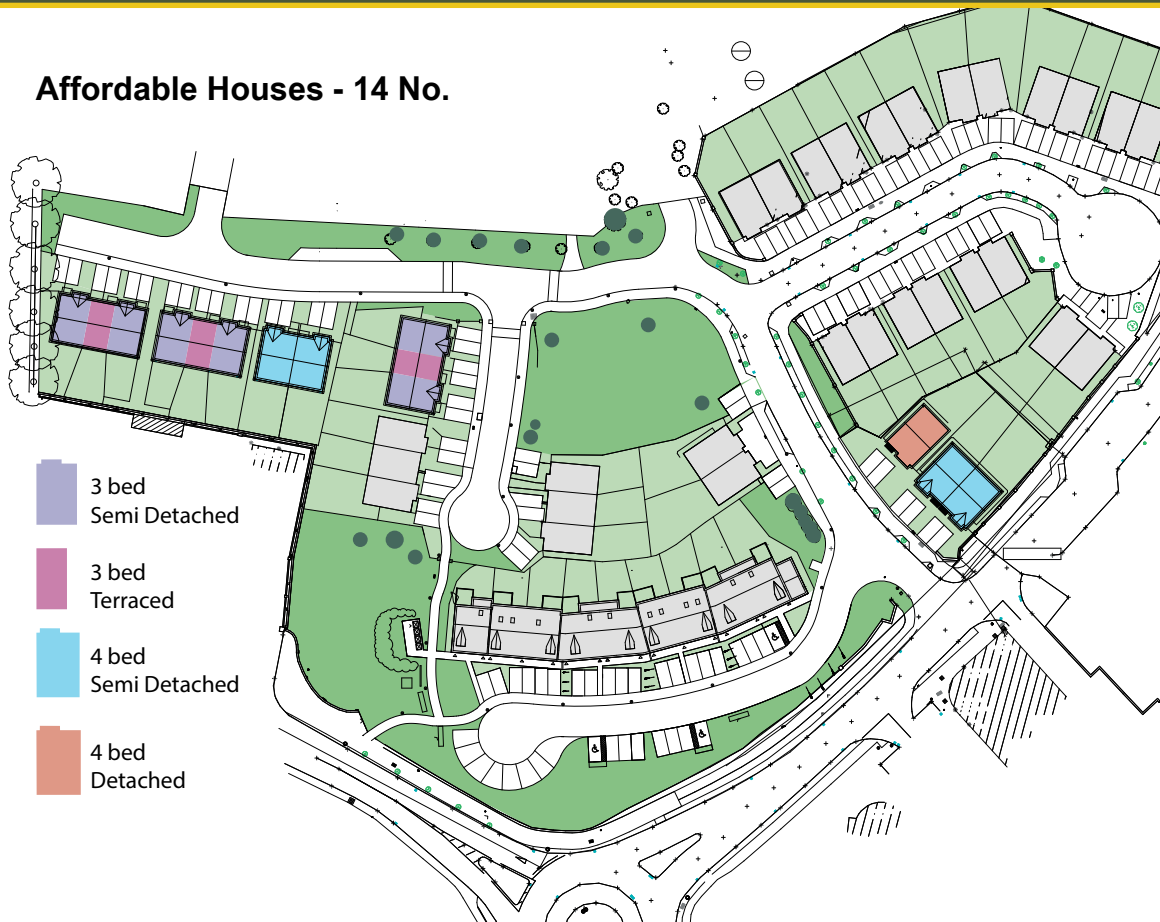 Affordable Houses - 14 No.
3 bed
Semi Detached
3 bed
Terraced
4 bed
Semi Detached
4 bed
Detached